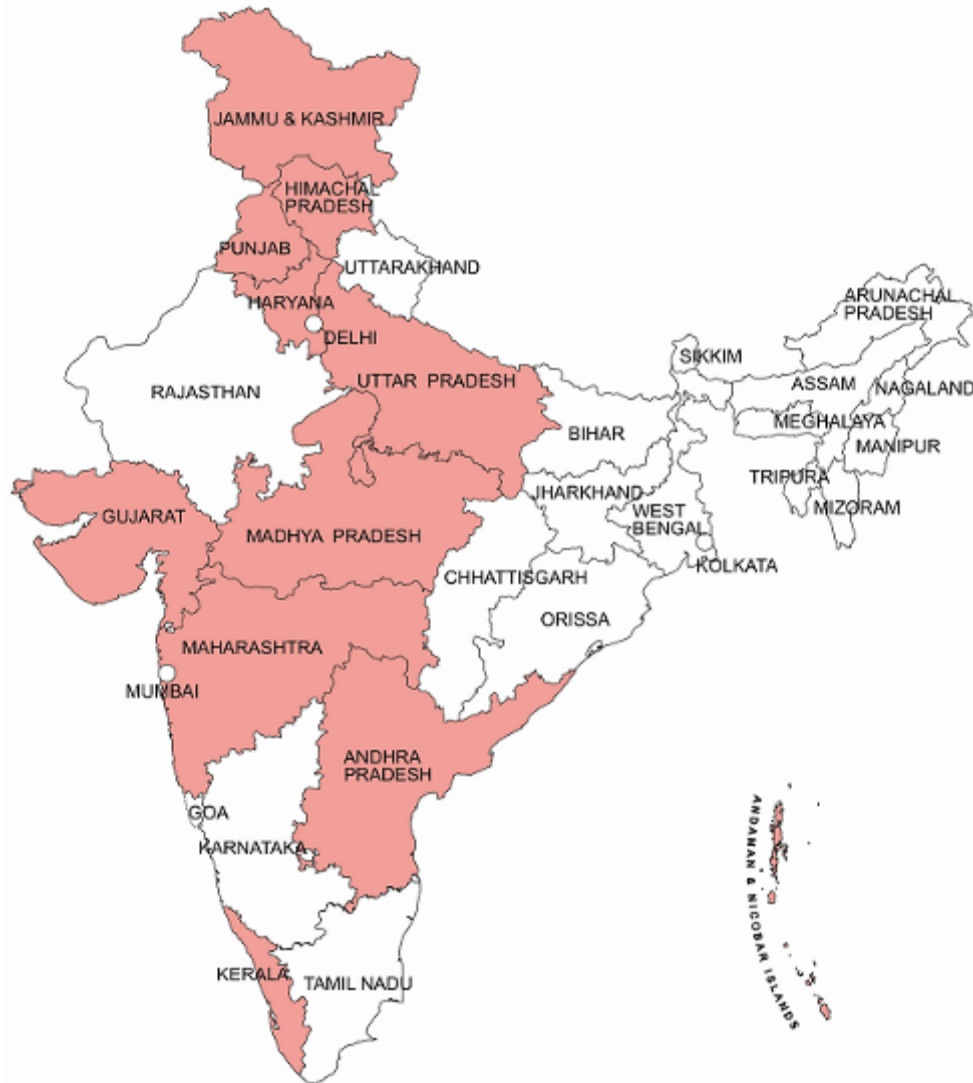 JAMMU & KASHMIR
HIMACHAL
PRADESH
PUNJAB
UTTARAKHAND
HARYANA
DELHI
ARUNACHAL
PRADESH
SIKKIM
RAJASTHAN
UTTAR PRADESH
ASSAM
NAGALAND
BIHAR
MEGHALAYA
MANIPUR
TRIPURA
JHARKHAND
MIZORAM
GUJARAT
WEST
BENGAL
MADHYA PRADESH
KOLKATA
CHHATTISGARH
ORISSA
MAHARASHTRA
MUMBAI
ANDHRA
PRADESH
GOA
KARNATAKA
ANDAMAN & NICOBAR ISLANDS
KERALA
TAMIL NADU